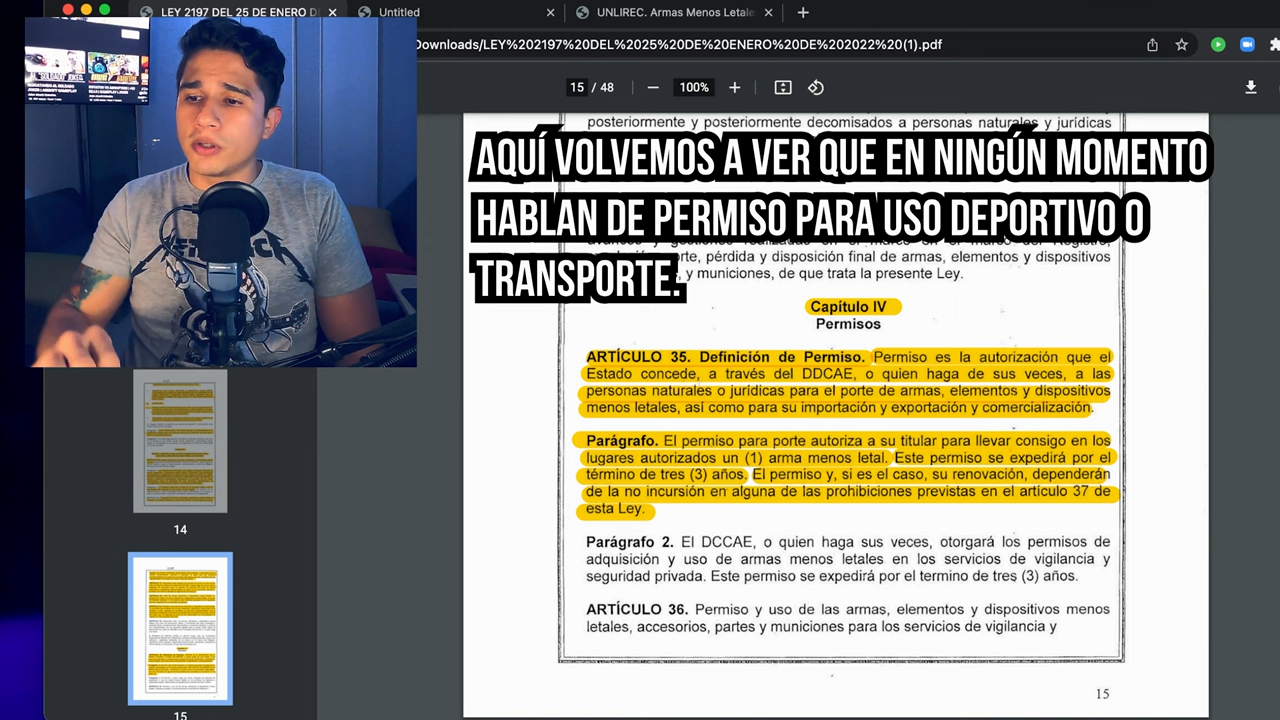 LEY 2197 DEL 25 DE ENERO D
Untitled
UNLIREC. Armas Menos Letale
Downloads/LEY%202197%20DEL%2025%20DE%20ENERO%20DE%202022%20(1).pdf
15 / 48
100%
posteriormente y posteriormente decomisados a personas naturales y jurídicas
AQUÍ VOLVEMOS A VER QUE EN NINGÚN MOMENTO
HABLAN DE PERMISO PARA USO DEPORTIVO O
TRANSPORTE.
pérdida y disposición final de armas, elementos y dispositivos
y municiones, de que trata la presente Ley.
Capítulo IV
Permisos
ARTÍCULO 35. Definición de Permiso. Permiso es la autorización que el
Estado concede, a través del DDCAE, o quien haga de sus veces, a las
personas naturales o jurídicas para el porte de armas, elementos y dispositivos
menos letales, así como para su importación y exportación y comercialización.
Parágrafo. El permiso para porte autoriza a su titular para llevar consigo en los
lugares autorizados un (1) arma menos letal. Este permiso se expedirá por el
término de tres (3) años. El permiso y, si es escaso, su renovación, dependerán
de la no incursión en alguna de las prohibiciones previstas en el artículo 37 de
esta Ley.
Parágrafo 2. El DCCAE, o quien haga sus veces, otorgará los permisos de
adquisición y uso de armas menos letales en los servicios de vigilancia y
seguridad privada. Este permiso se expedirá por el termino de tres (3) años.
ARTÍCULO 36. Permiso y uso de las armas, elementos y dispositivos menos
letales, accesorios, partes y municiones en los servicios de vigilancia y
15
14
15